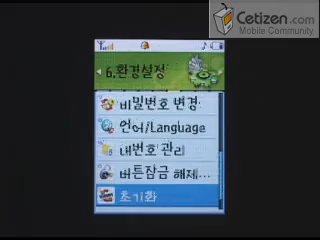 Cetizen.com
Mobile Community
6.환경설정
비밀번호 변경
언어/Language
내번호 관리
버튼잠금 해제...
초기화